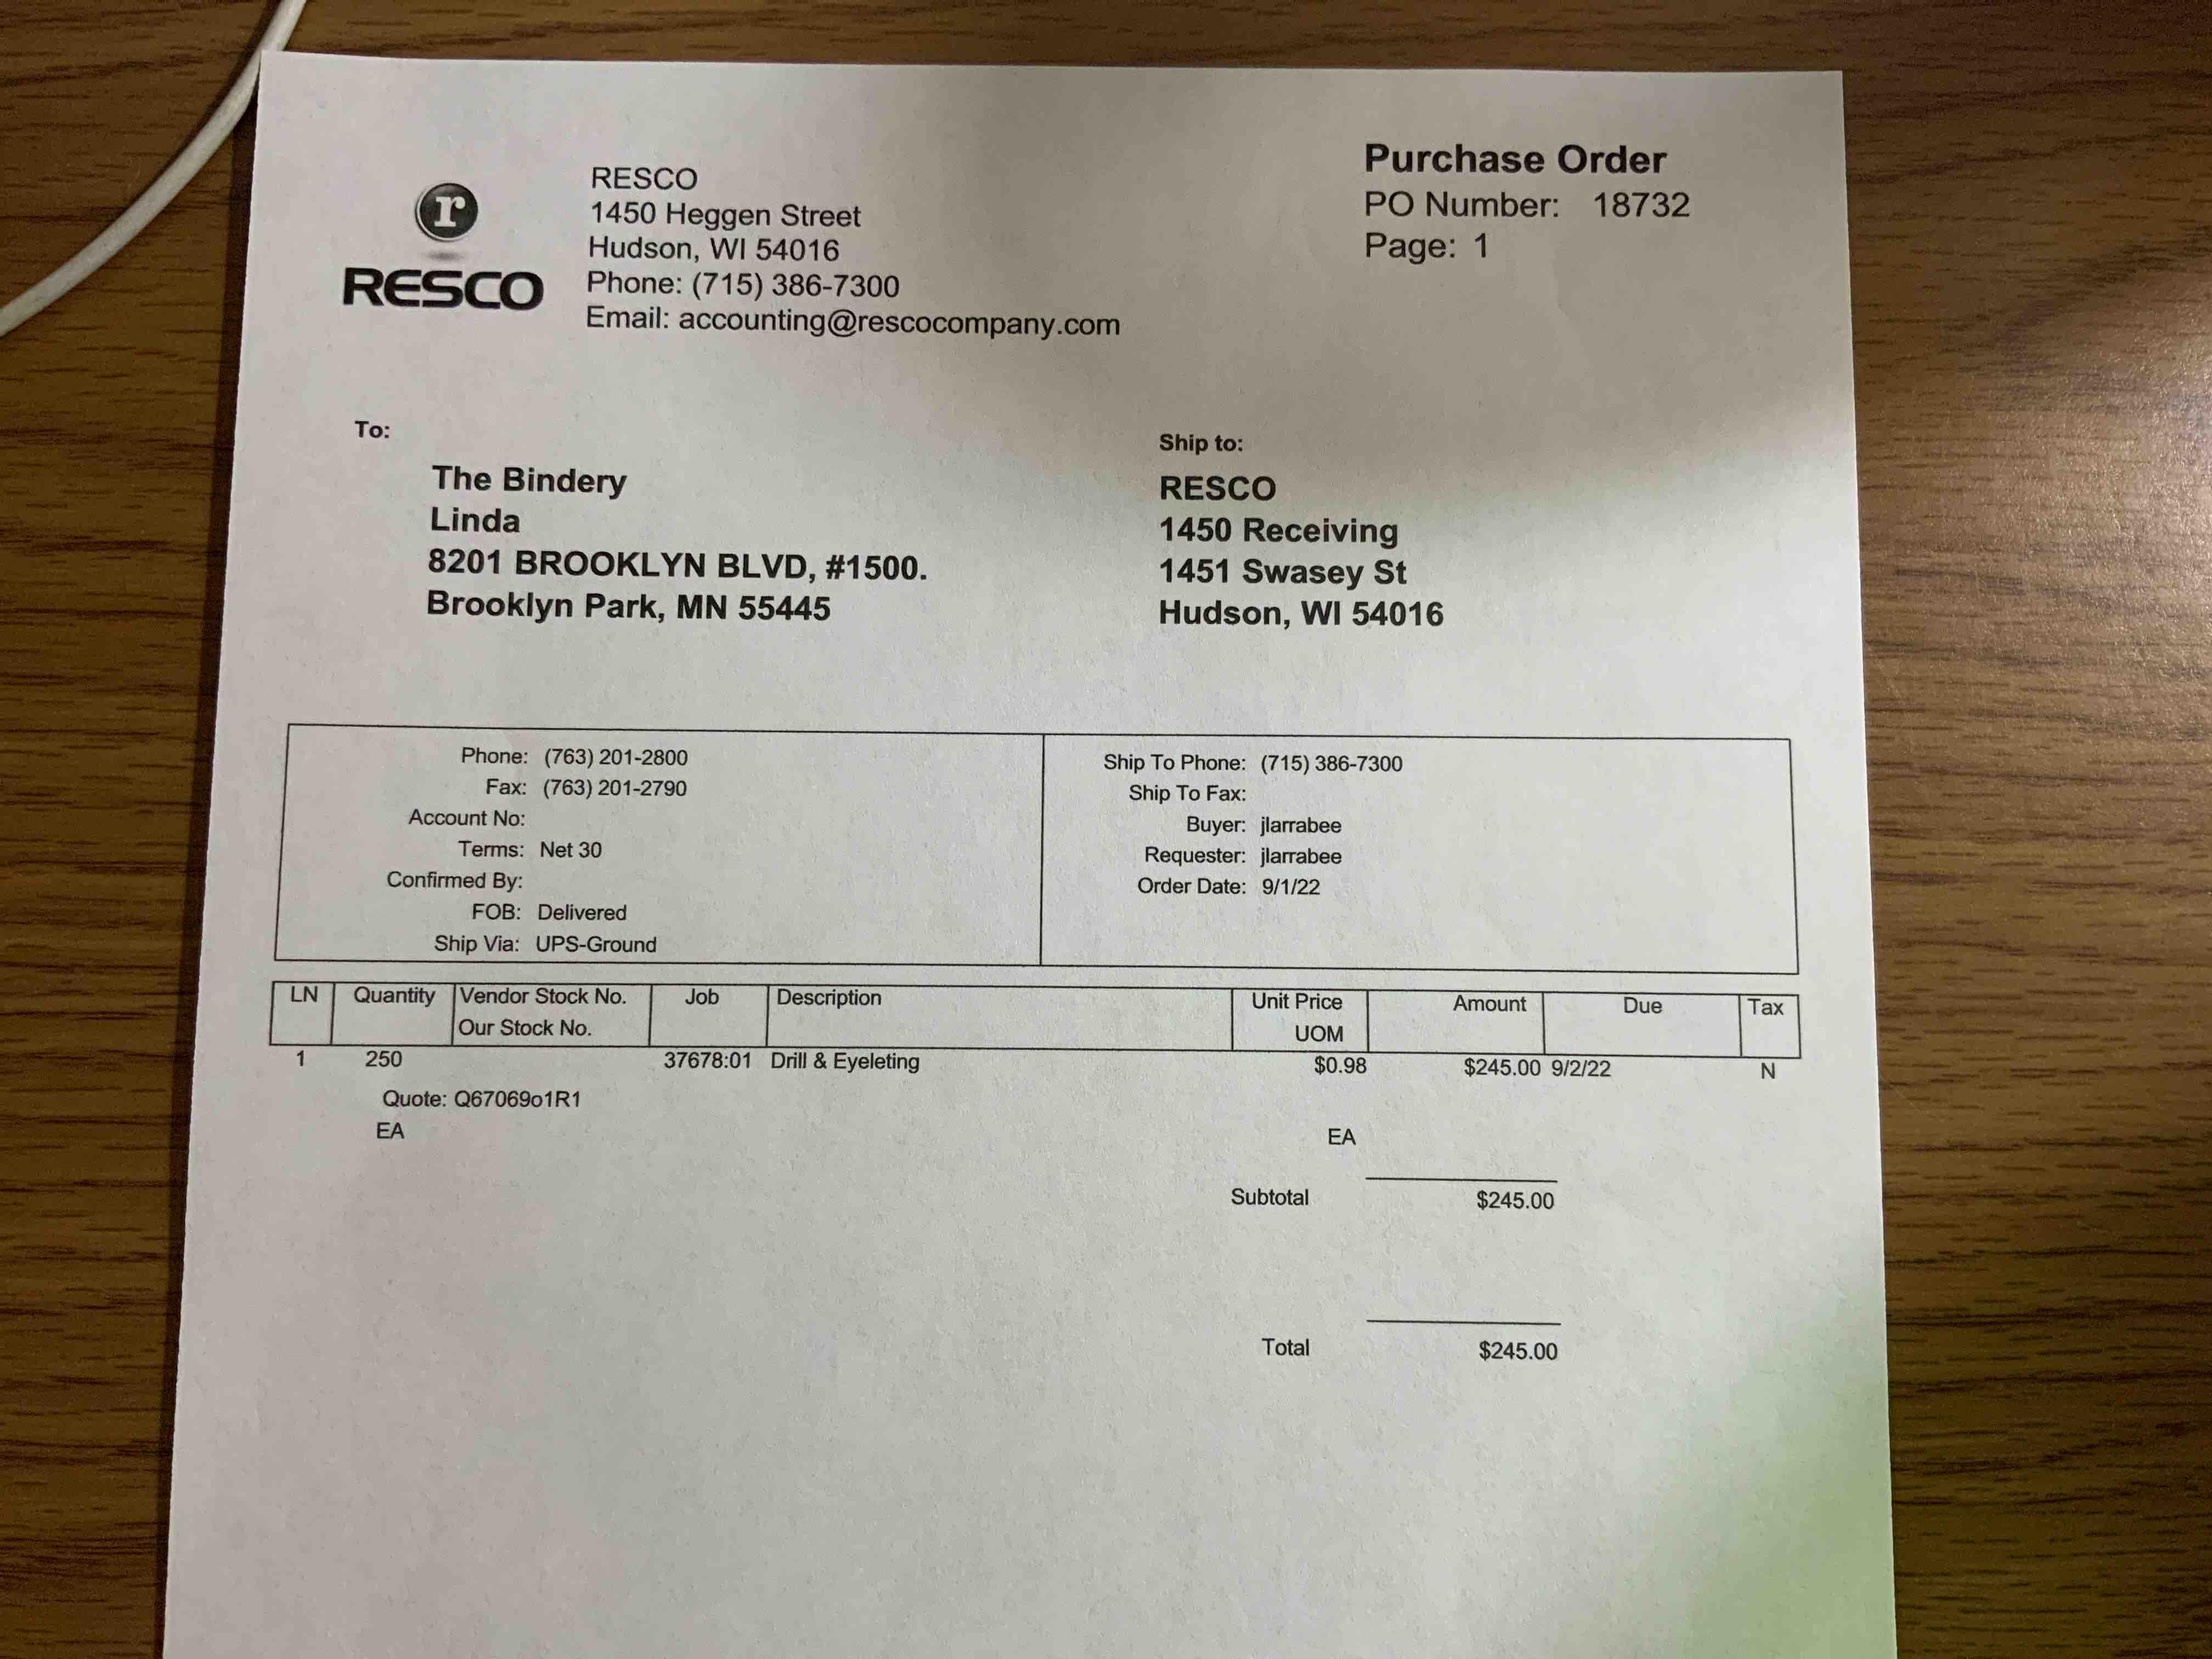 r
RESCO
RESCO
1450 Heggen Street
Hudson, WI 54016
Phone: (715) 386-7300
Email: accounting@rescocompany.com
Purchase Order
PO Number: 18732
Page: 1
To:
The Bindery
Linda
8201 BROOKLYN BLVD, #1500.
Brooklyn Park, MN 55445
Ship to:
RESCO
1450 Receiving
1451 Swasey St
Hudson, WI 54016
Phone: (763) 201-2800
Fax: (763) 201-2790
Account No:
Terms: Net 30
Confirmed By:
FOB: Delivered
Ship Via: UPS-Ground
Ship To Phone: (715) 386-7300
Ship To Fax:
Buyer: jlarrabee
Requester: jlarrabee
Order Date: 9/1/22
LN Quantity Vendor Stock No. Job Description Unit Price Amount Due Tax
Our Stock No. UOM
1 250 37678:01 Drill & Eyeleting $0.98 $245.00 9/2/22 N
Quote: Q67069o1R1
EA EA
Subtotal $245.00
Total $245.00